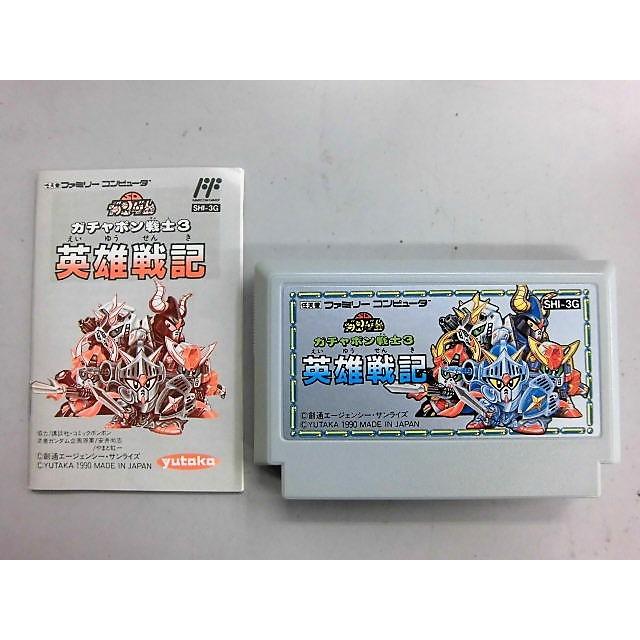 任天堂 ファミリー コンピュータ
SHI-3G
ガチャポン戦士3
えい ゆう せん き
英雄戦記
協力/講談社・コミックボンボン
©創通エージェンシー・サンライズ
©YUTAKA 1990 MADE IN JAPAN
yutaka
任天堂 ファミリー コンピュータ
SHI-3G
ガチャポン戦士3
えい ゆう せん き
英雄戦記
©創通エージェンシー・サンライズ
©YUTAKA 1990 MADE IN JAPAN